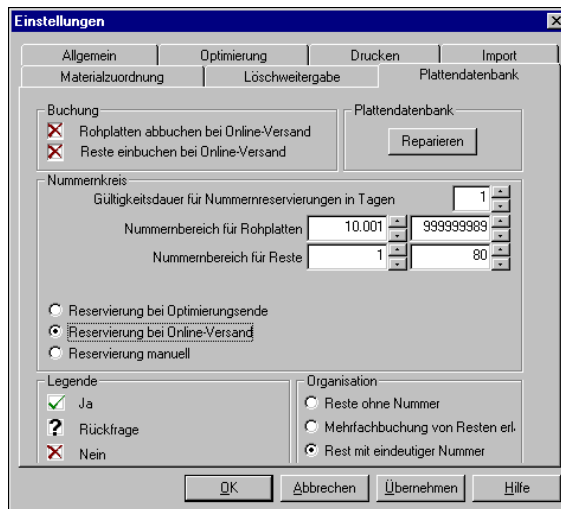 Einstellungen
Allgemein Optimierung Drucken Import
Materialzuordnung Löschweitergabe Plattendatenbank
Buchung
Rohplatten abbuchen bei Online-Versand
Reste einbuchen bei Online-Versand
Plattendatenbank
Reparieren
Nummernkreis
Gültigkeitsdauer für Nummernreservierungen in Tagen 1
Nummernbereich für Rohplatten 10.001 999999989
Nummernbereich für Reste 1 80
Reservierung bei Optimierungsende
Reservierung bei Online-Versand
Reservierung manuell
Legende
Ja
? Rückfrage
Nein
Organisation
Reste ohne Nummer
Mehrfachbuchung von Resten erl
Rest mit eindeutiger Nummer
OK Abbrechen Übernehmen Hilfe